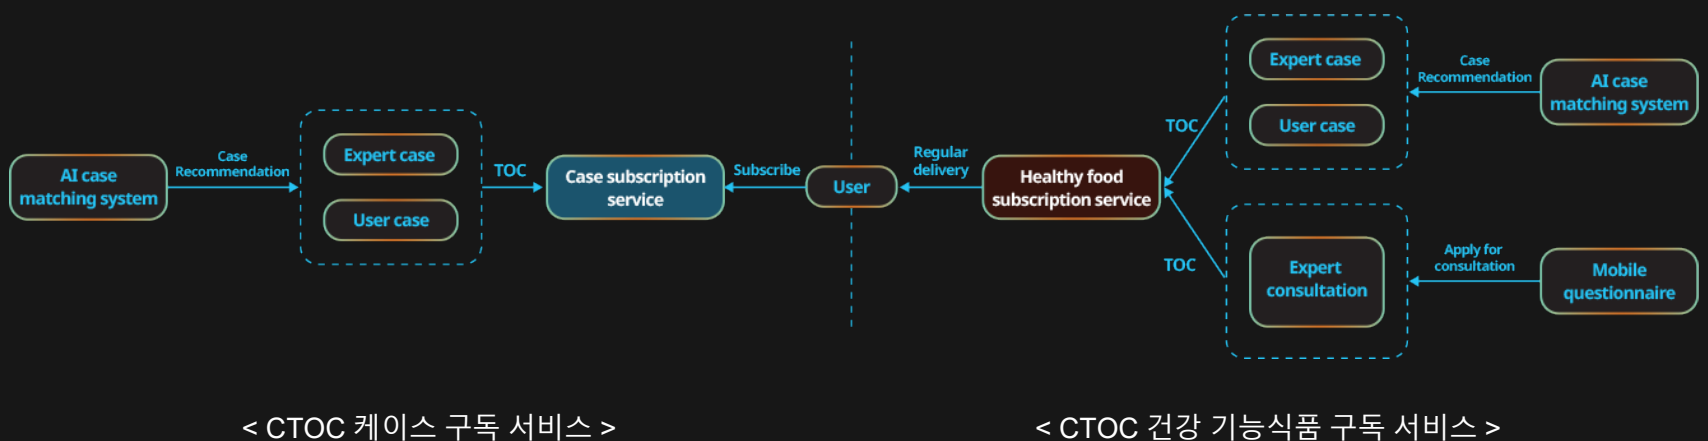 AI case
matching system
Case
Recommendation
Expert case
User case
TOC
Case subscription
service
Subscribe
User
Regular
delivery
Healthy food
subscription service
TOC
TOC
Expert case
User case
Case
Recommendation
AI case
matching system
Expert
consultation
Apply for
consultation
Mobile
questionnaire
< CTOC 케이스 구독 서비스 >
< CTOC 건강 기능식품 구독 서비스 >